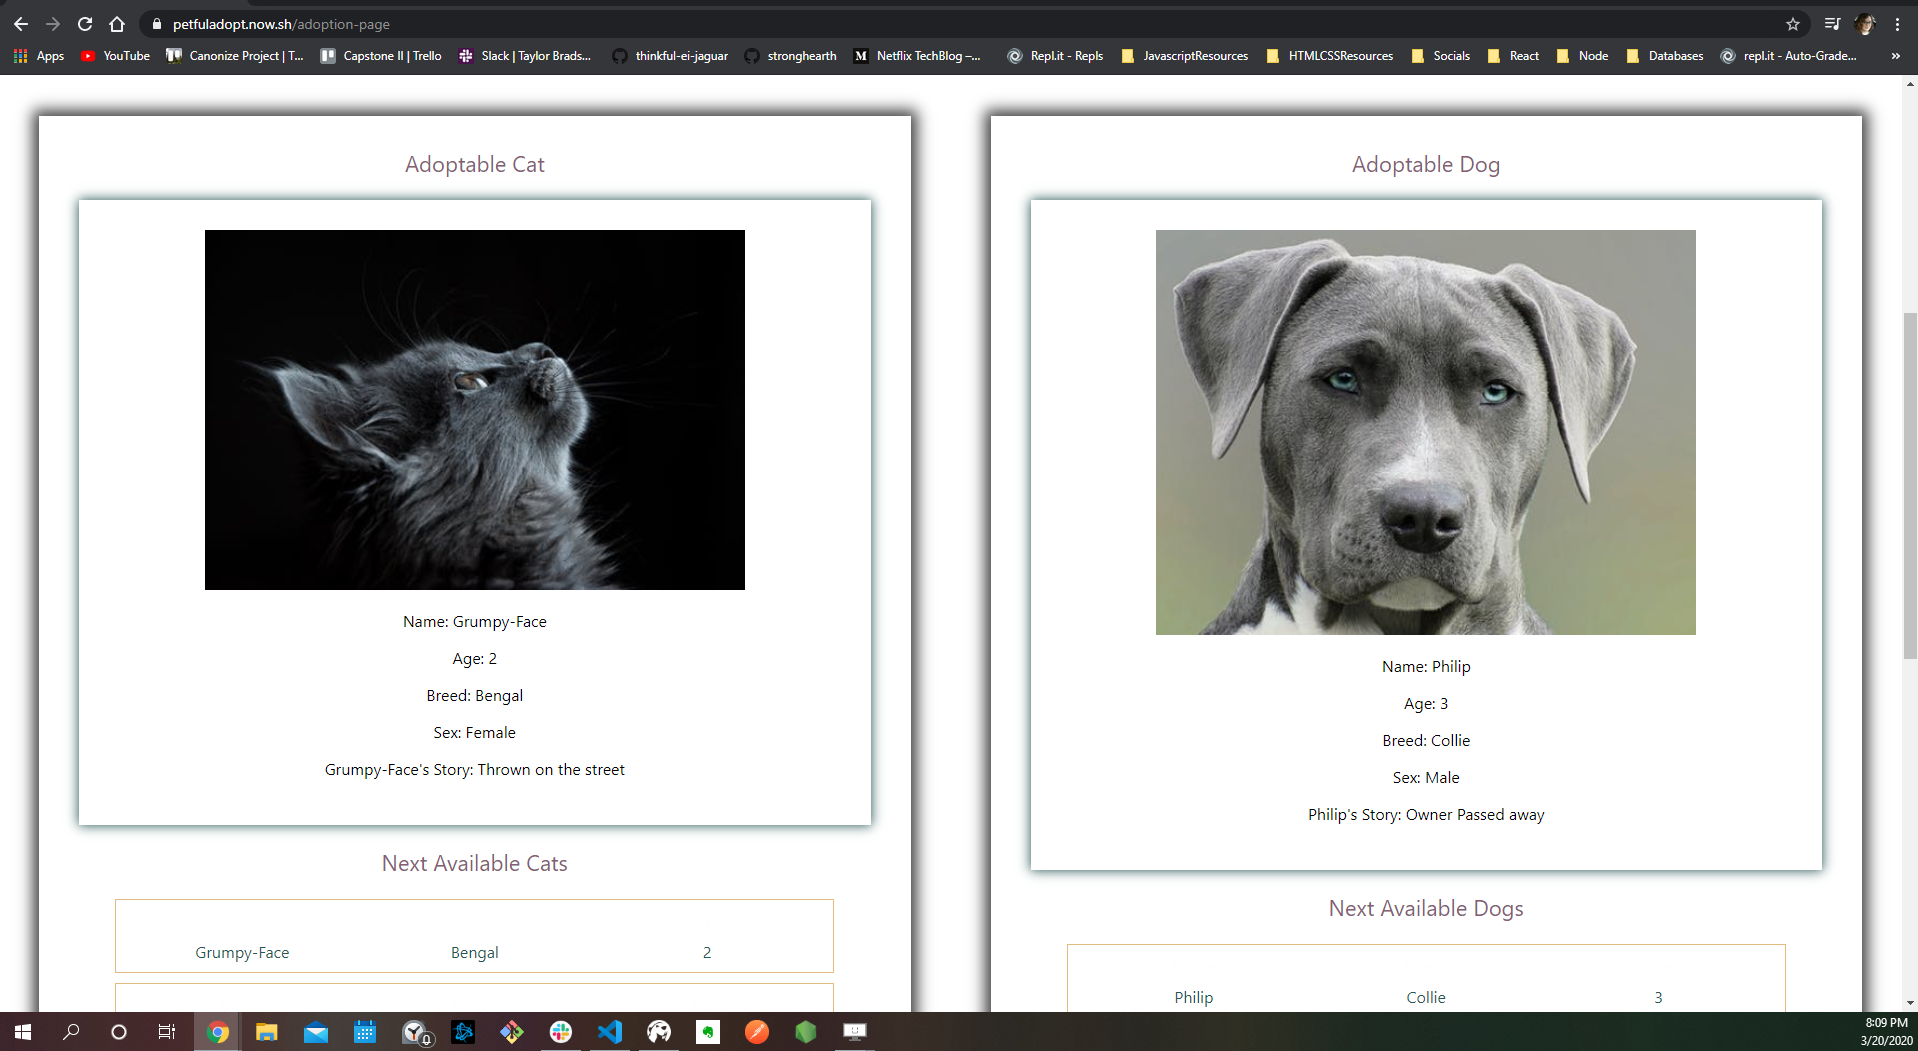 petfuladopt.now.sh/adoption-page
Apps YouTube Canonize Project | T... Capstone II | Trello Slack | Taylor Brads... thinkful-ei-jaguar stronghearth M Netflix TechBlog –... Repl.it - Repls JavascriptResources HTMLCSSResources Socials React Node Databases repl.it - Auto-Grade... »
Adoptable Cat
Name: Grumpy-Face
Age: 2
Breed: Bengal
Sex: Female
Grumpy-Face's Story: Thrown on the street
Next Available Cats
Grumpy-Face Bengal 2
Adoptable Dog
Name: Philip
Age: 3
Breed: Collie
Sex: Male
Philip's Story: Owner Passed away
Next Available Dogs
Philip Collie 3
0
8:09 PM
3/20/2020